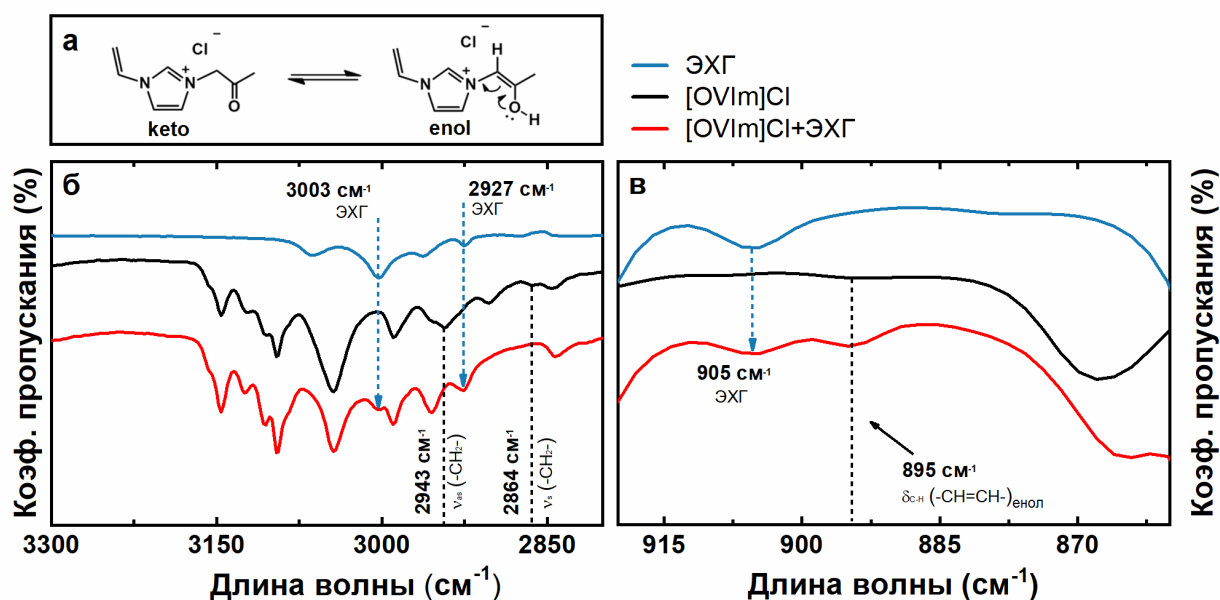 а
Cl⁻
N
N
+
O
keto
Cl⁻
H
N
N
+
O
H
enol
ЭХГ
[OVIm]Cl
[OVIm]Cl+ЭХГ
б
3003 см-1
ЭХГ
2927 см-1
ЭХГ
2943 см-1
νas (-CH2-)
2864 см-1
νs (-CH2-)
Коэф. пропускания (%)
3300 3150 3000 2850
Длина волны (см-1)
в
905 см-1
ЭХГ
895 см-1
δC-H (-CH=CH-)енол
915 900 885 870
Длина волны (см-1)
Коэф. пропускания (%)